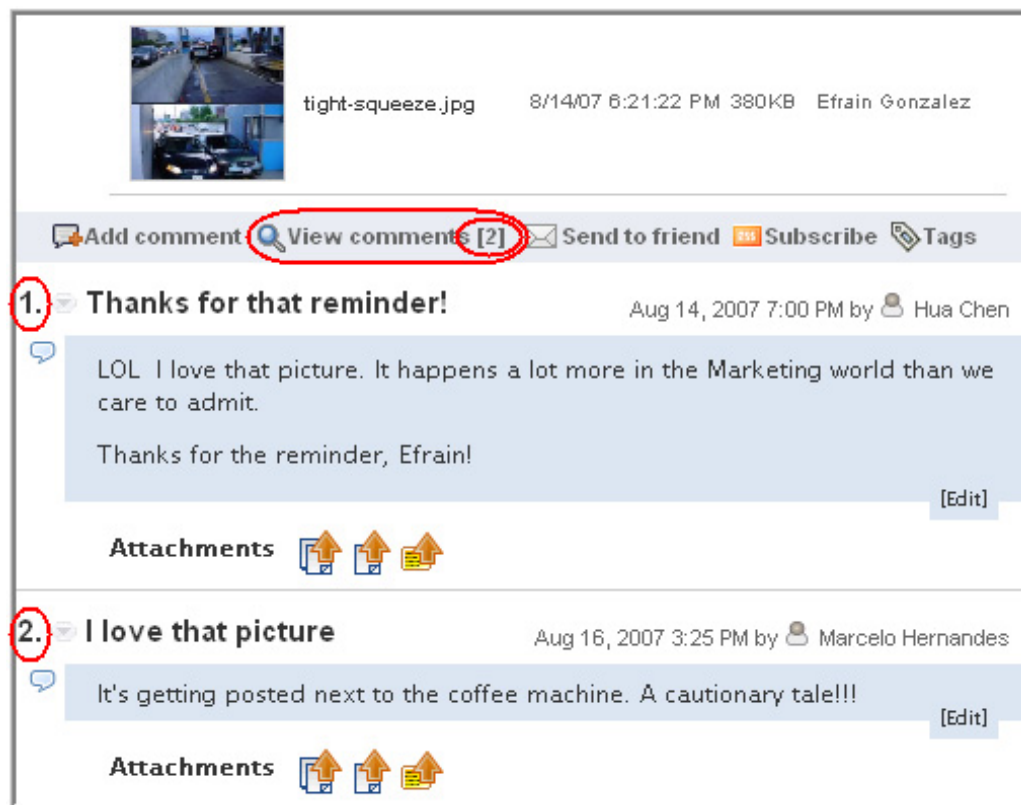 tight-squeeze.jpg 8/14/07 6:21:22 PM 380KB Efrain Gonzalez
Add comment View comments [2] Send to friend RSS Subscribe Tags
1. Thanks for that reminder! Aug 14, 2007 7:00 PM by Hua Chen
LOL I love that picture. It happens a lot more in the Marketing world than we
care to admit.
Thanks for the reminder, Efrain!
[Edit]
Attachments
2. I love that picture Aug 16, 2007 3:25 PM by Marcelo Hernandes
It's getting posted next to the coffee machine. A cautionary tale!!!
[Edit]
Attachments